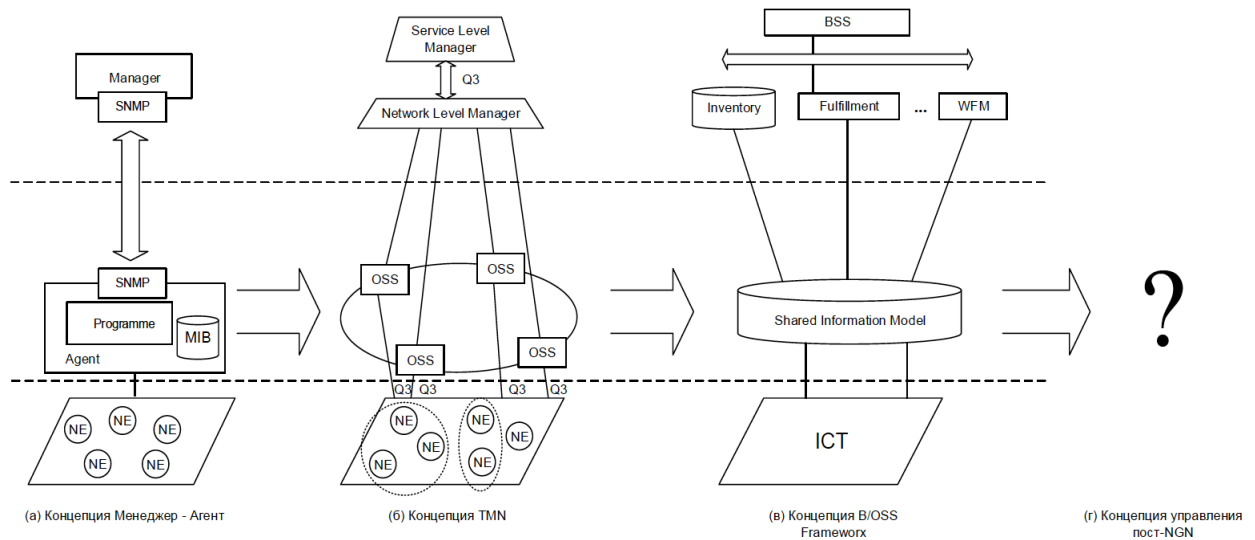 Manager
SNMP
SNMP
Programme
MIB
Agent
NE
NE
NE
NE
NE
(а) Концепция Менеджер - Агент
Service Level
Manager
Q3
Network Level Manager
OSS
OSS
OSS
OSS
Q3
Q3
Q3
Q3
NE
NE
NE
NE
NE
NE
(б) Концепция TMN
BSS
Inventory
Fulfillment
...
WFM
Shared Information Model
ICT
(в) Концепция B/OSS
Frameworx
?
(г) Концепция управления
пост-NGN